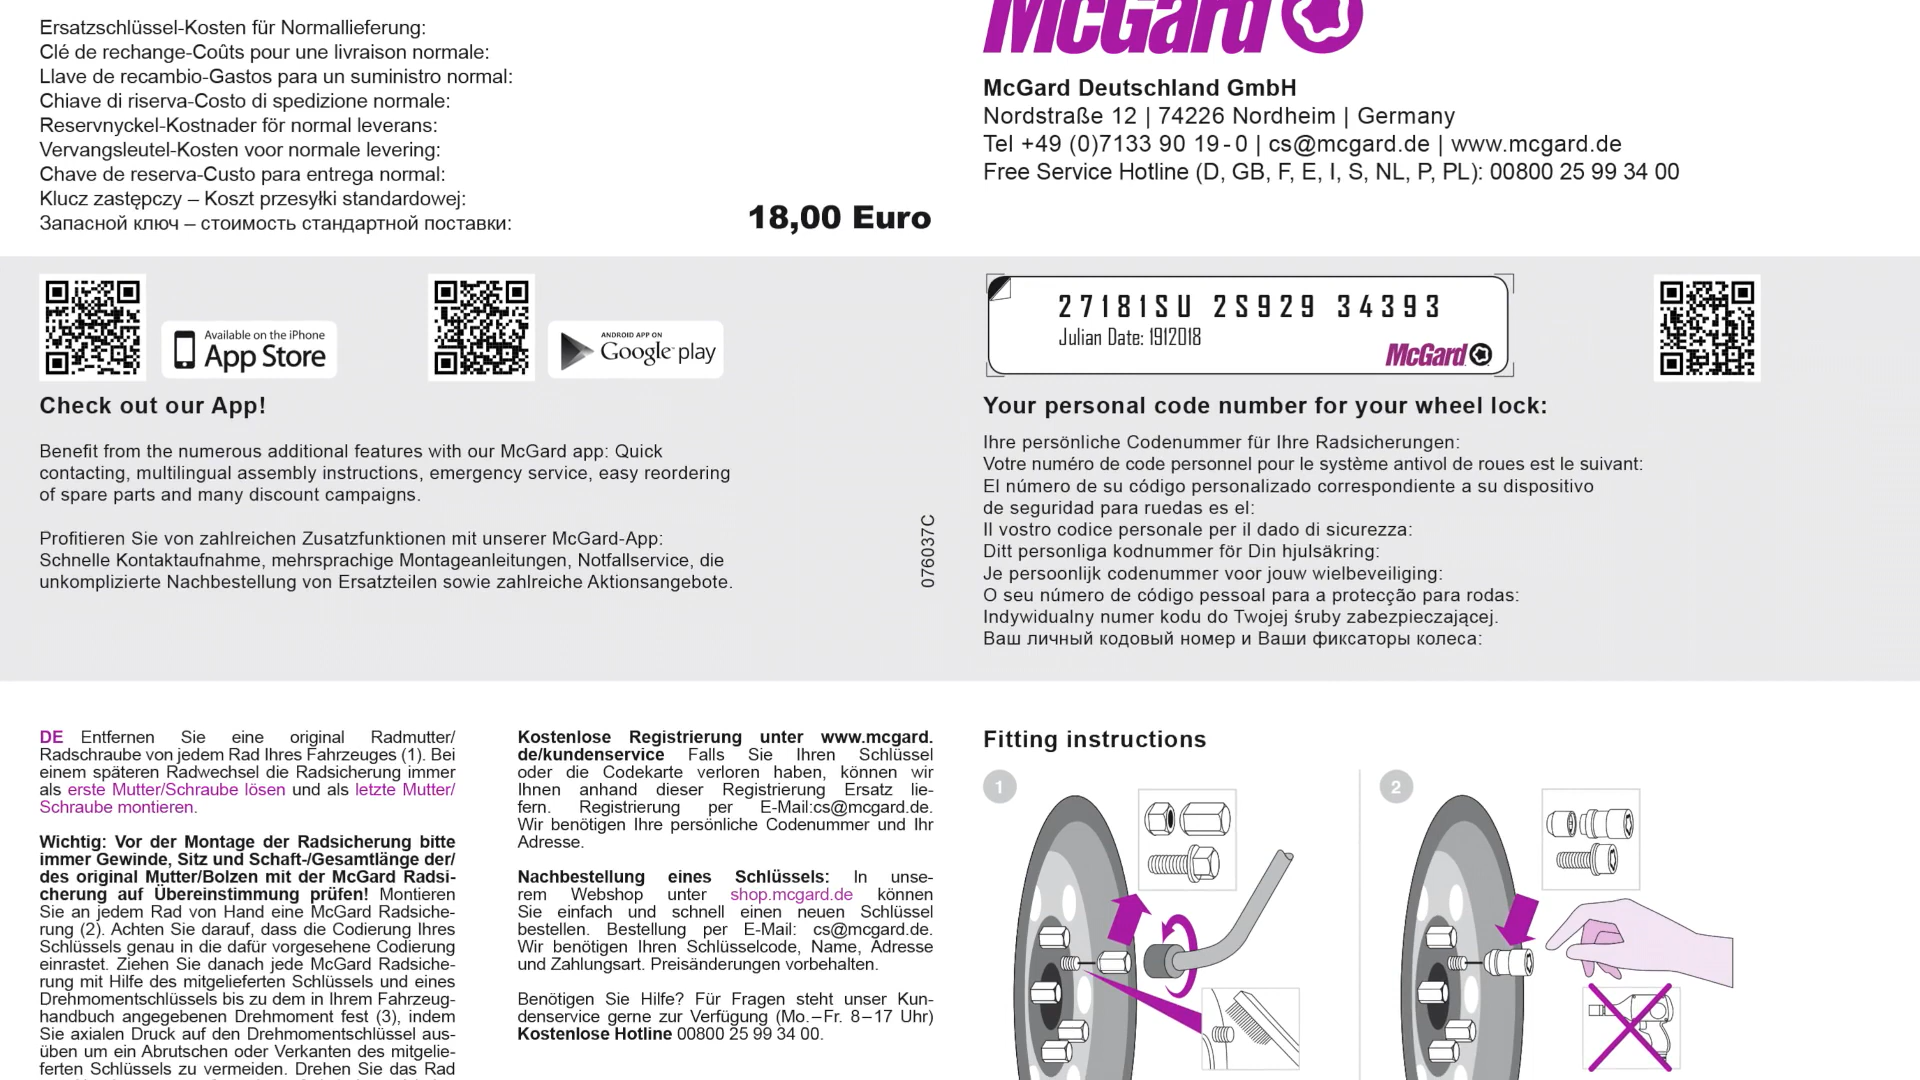 Ersatzschlüssel-Kosten für Normallieferung:
Clé de rechange-Coûts pour une livraison normale:
Llave de recambio-Gastos para un suministro normal:
Chiave di riserva-Costo di spedizione normale:
Reservnyckel-Kostnader för normal leverans:
Vervangsleutel-Kosten voor normale levering:
Chave de reserva-Custo para entrega normal:
Klucz zastępczy – Koszt przesyłki standardowej:
Запасной ключ – стоимость стандартной поставки:
18,00 Euro
McGard
McGard Deutschland GmbH
Nordstraße 12 | 74226 Nordheim | Germany
Tel +49 (0)7133 90 19-0 | cs@mcgard.de | www.mcgard.de
Free Service Hotline (D, GB, F, E, I, S, NL, P, PL): 00800 25 99 34 00
Available on the iPhone
App Store
ANDROID APP ON
Google play
Check out our App!
Benefit from the numerous additional features with our McGard app: Quick
contacting, multilingual assembly instructions, emergency service, easy reordering
of spare parts and many discount campaigns.
Profitieren Sie von zahlreichen Zusatzfunktionen mit unserer McGard-App:
Schnelle Kontaktaufnahme, mehrsprachige Montageanleitungen, Notfallservice, die
unkomplizierte Nachbestellung von Ersatzteilen sowie zahlreiche Aktionsangebote.
076037C
27181SU 2S929 34393
Julian Date: 1912018
McGard
Your personal code number for your wheel lock:
Ihre persönliche Codenummer für Ihre Radsicherungen:
Votre numéro de code personnel pour le système antivol de roues est le suivant:
El número de su código personalizado correspondiente a su dispositivo
de seguridad para ruedas es el:
Il vostro codice personale per il dado di sicurezza:
Ditt personliga kodnummer för Din hjulsäkring:
Je persoonlijk codenummer voor jouw wielbeveiliging:
O seu número de código pessoal para a protecção para rodas:
Indywidualny numer kodu do Twojej śruby zabezpieczającej.
Ваш личный кодовый номер и Ваши фиксаторы колеса:
DE Entfernen Sie eine original Radmutter/
Radschraube von jedem Rad Ihres Fahrzeuges (1). Bei
einem späteren Radwechsel die Radsicherung immer
als erste Mutter/Schraube lösen und als letzte Mutter/
Schraube montieren.
Wichtig: Vor der Montage der Radsicherung bitte
immer Gewinde, Sitz und Schaft-/Gesamtlänge der/
des original Mutter/Bolzen mit der McGard Radsi-
cherung auf Übereinstimmung prüfen! Montieren
Sie an jedem Rad von Hand eine McGard Radsiche-
rung (2). Achten Sie darauf, dass die Codierung Ihres
Schlüssels genau in die dafür vorgesehene Codierung
einrastet. Ziehen Sie danach jede McGard Radsiche-
rung mit Hilfe des mitgelieferten Schlüssels und eines
Drehmomentschlüssels bis zu dem in Ihrem Fahrzeug-
handbuch angegebenen Drehmoment fest (3), indem
Sie axialen Druck auf den Drehmomentschlüssel aus-
üben um ein Abrutschen oder Verkanten des mitgelie-
ferten Schlüssels zu vermeiden. Drehen Sie das Rad
Kostenlose Registrierung unter www.mcgard.
de/kundenservice Falls Sie Ihren Schlüssel
oder die Codekarte verloren haben, können wir
Ihnen anhand dieser Registrierung Ersatz lie-
fern. Registrierung per E-Mail:cs@mcgard.de.
Wir benötigen Ihre persönliche Codenummer und Ihr
Adresse.
Nachbestellung eines Schlüssels: In unse-
rem Webshop unter shop.mcgard.de können
Sie einfach und schnell einen neuen Schlüssel
bestellen. Bestellung per E-Mail: cs@mcgard.de.
Wir benötigen Ihren Schlüsselcode, Name, Adresse
und Zahlungsart. Preisänderungen vorbehalten.
Benötigen Sie Hilfe? Für Fragen steht unser Kun-
denservice gerne zur Verfügung (Mo.–Fr. 8–17 Uhr)
Kostenlose Hotline 00800 25 99 34 00.
Fitting instructions
1
2